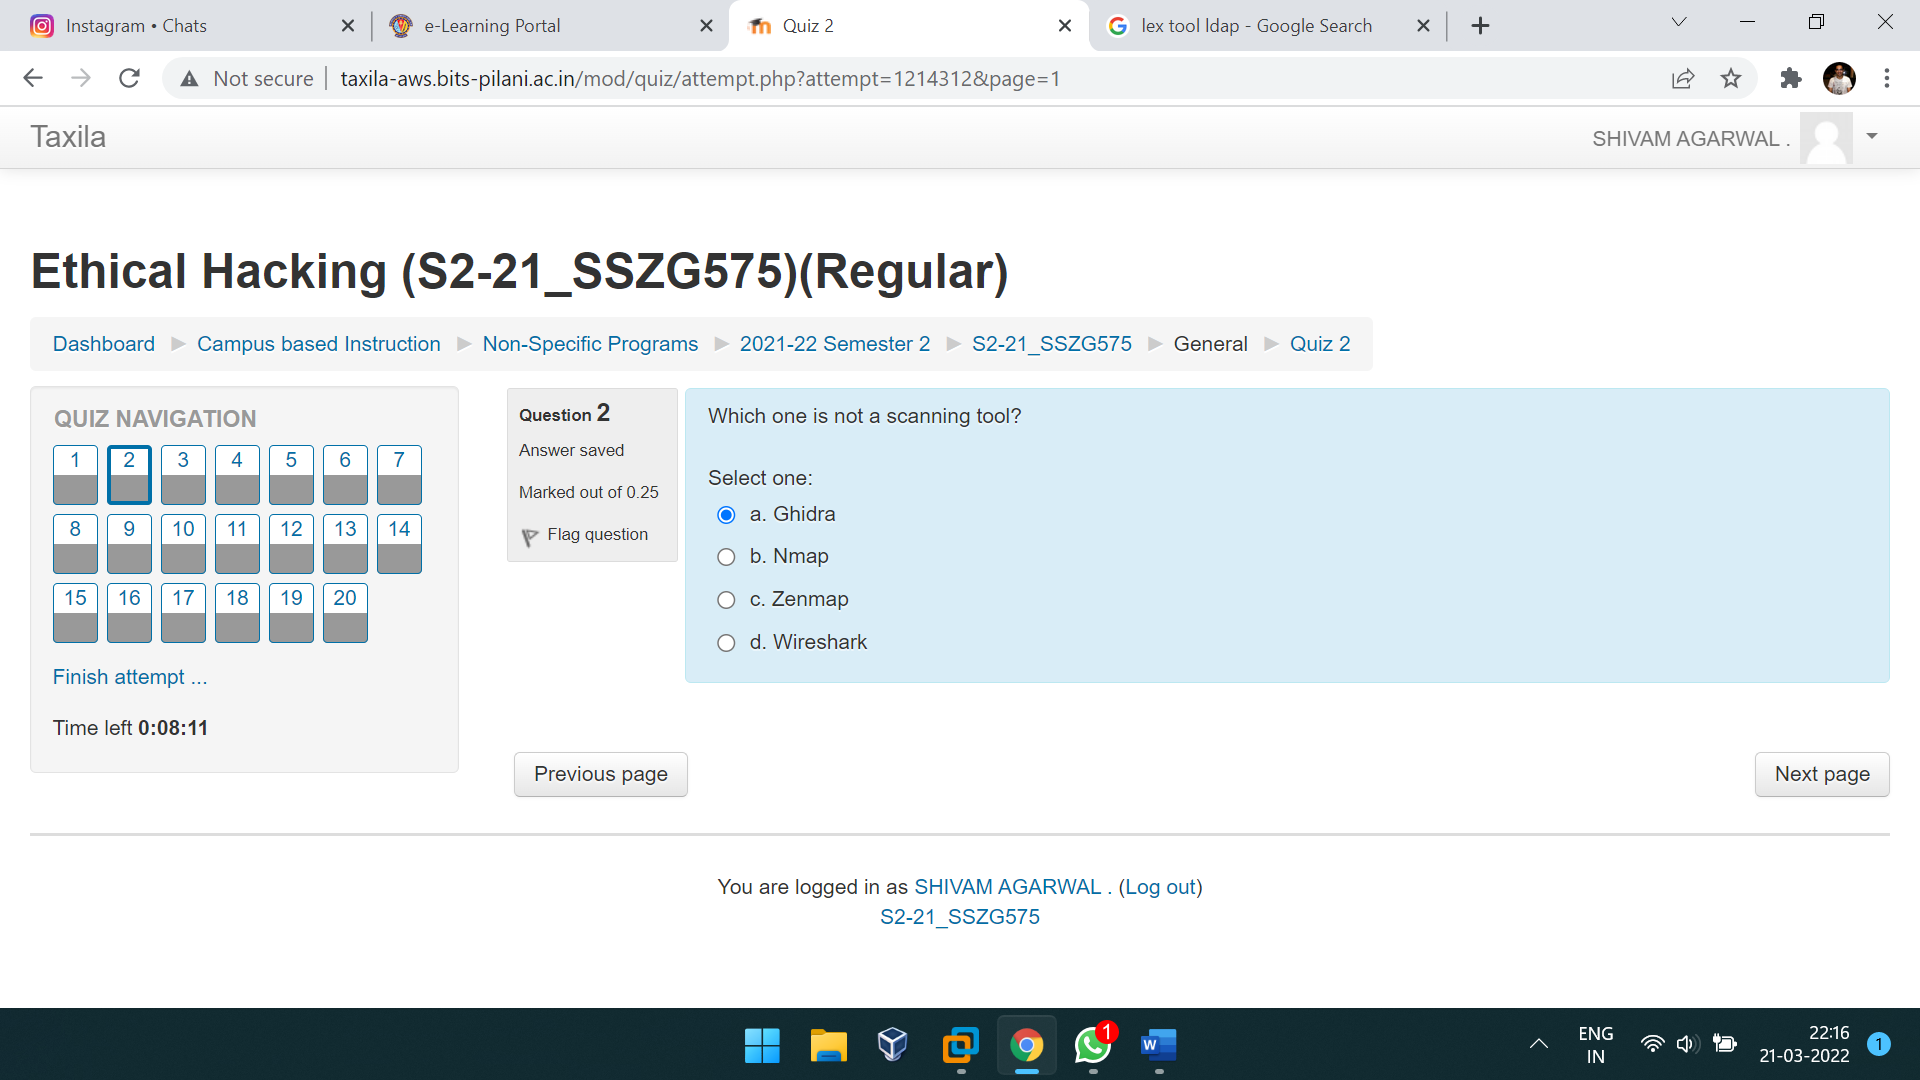 Instagram • Chats
e-Learning Portal
Quiz 2
lex tool ldap - Google Search
Not secure
taxila-aws.bits-pilani.ac.in/mod/quiz/attempt.php?attempt=1214312&page=1
Taxila
SHIVAM AGARWAL .
Ethical Hacking (S2-21_SSZG575)(Regular)
Dashboard Campus based Instruction Non-Specific Programs 2021-22 Semester 2 S2-21_SSZG575 General Quiz 2
QUIZ NAVIGATION
1 2 3 4 5 6 7
8 9 10 11 12 13 14
15 16 17 18 19 20
Finish attempt ...
Time left 0:08:11
Question 2
Answer saved
Marked out of 0.25
Flag question
Which one is not a scanning tool?
Select one:
a. Ghidra
b. Nmap
c. Zenmap
d. Wireshark
Previous page
Next page
You are logged in as SHIVAM AGARWAL . (Log out)
S2-21_SSZG575
1
W
ENG
IN
22:16
21-03-2022
1